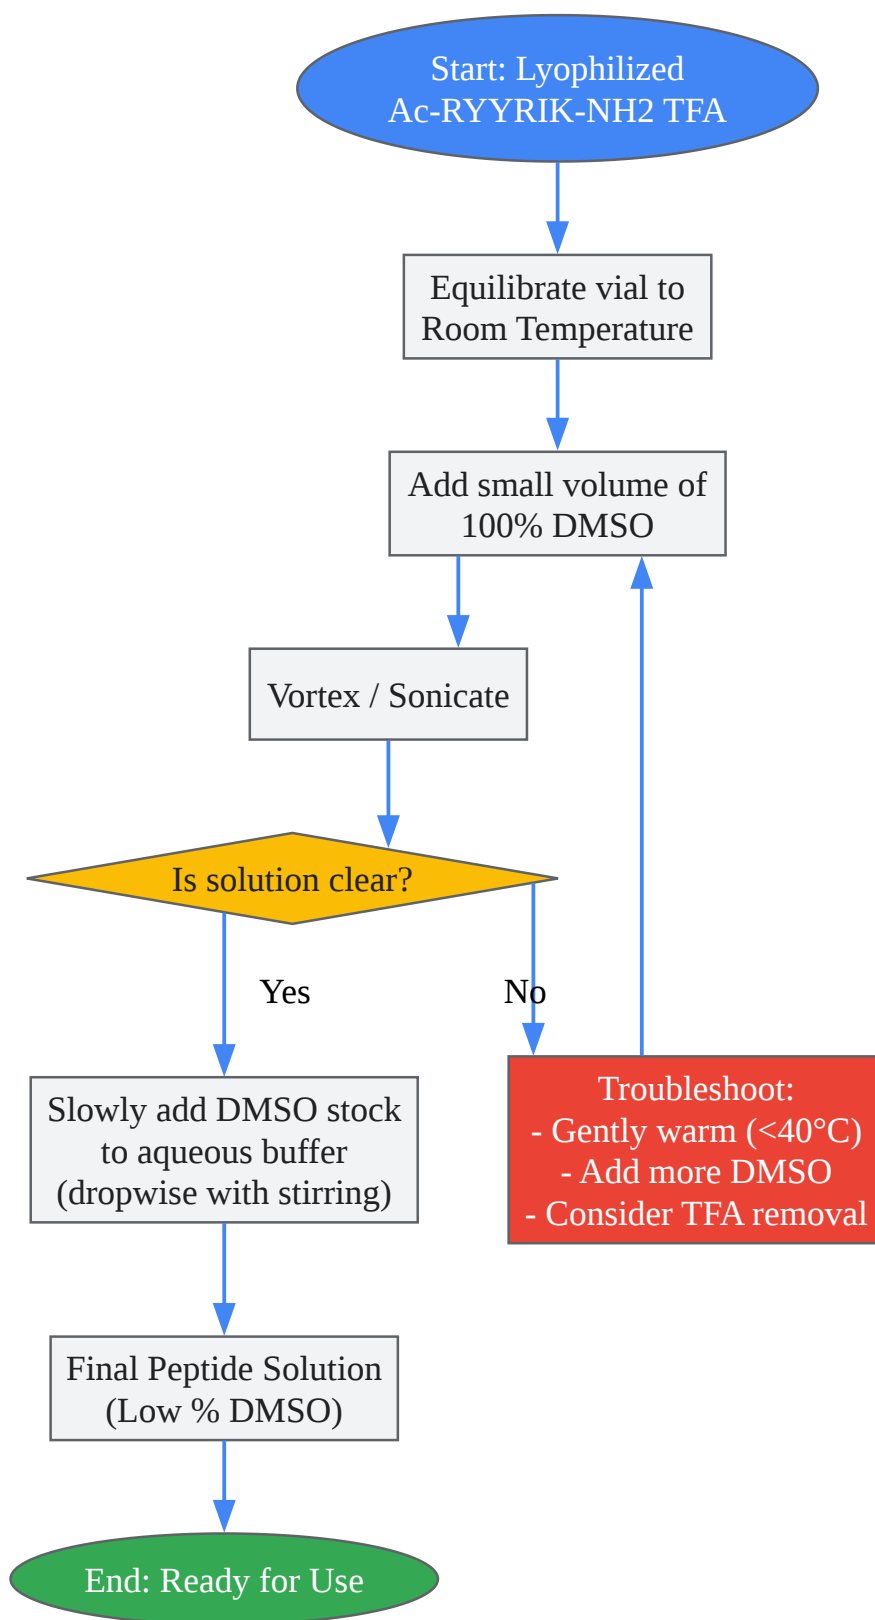 Start: Lyophilized
Ac-RYYRIK-NH2 TFA
Equilibrate vial to
Room Temperature
Add small volume of
100% DMSO
Vortex / Sonicate
Is solution clear?
Yes
No
Slowly add DMSO stock
to aqueous buffer
(dropwise with stirring)
Troubleshoot:
- Gently warm (<40°C)
- Add more DMSO
- Consider TFA removal
Final Peptide Solution
(Low % DMSO)
End: Ready for Use